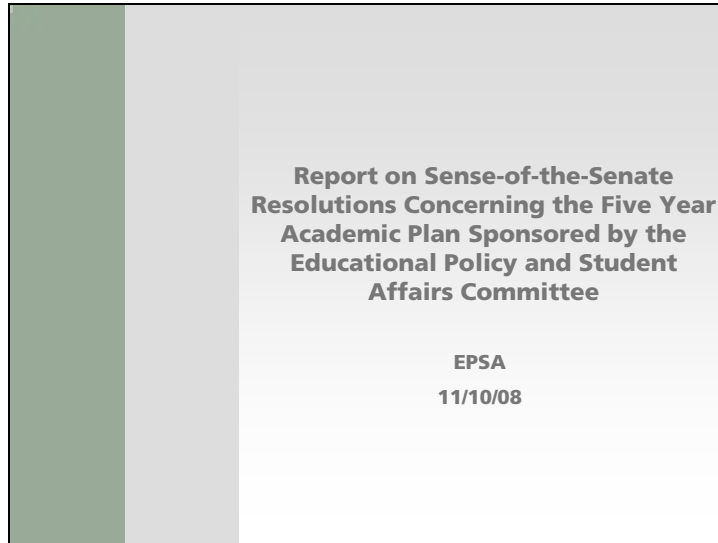 Report on Sense-of-the-Senate
Resolutions Concerning the Five Year
Academic Plan Sponsored by the
Educational Policy and Student
Affairs Committee
EPSA
11/10/08